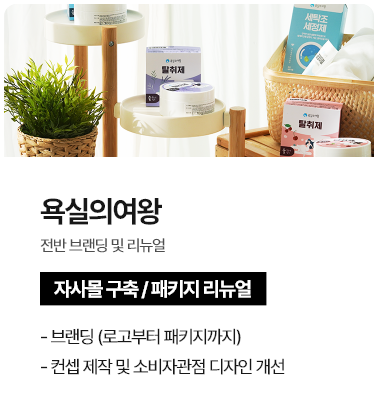 세탁조
세정제
탈취제
탈취제
욕실의여왕
전반 브랜딩 및 리뉴얼
자사몰 구축 / 패키지 리뉴얼
- 브랜딩 (로고부터 패키지까지)
- 컨셉 제작 및 소비자관점 디자인 개선